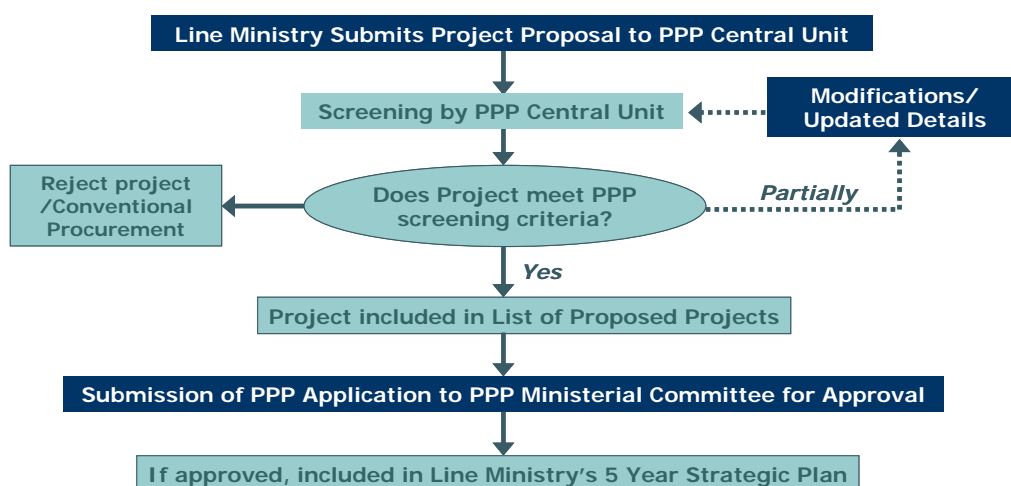 Line Ministry Submits Project Proposal to PPP Central Unit
Screening by PPP Central Unit
Modifications/
Updated Details
Reject project
/Conventional
Procurement
Does Project meet PPP
screening criteria?
Partially
Yes
Project included in List of Proposed Projects
Submission of PPP Application to PPP Ministerial Committee for Approval
If approved, included in Line Ministry's 5 Year Strategic Plan